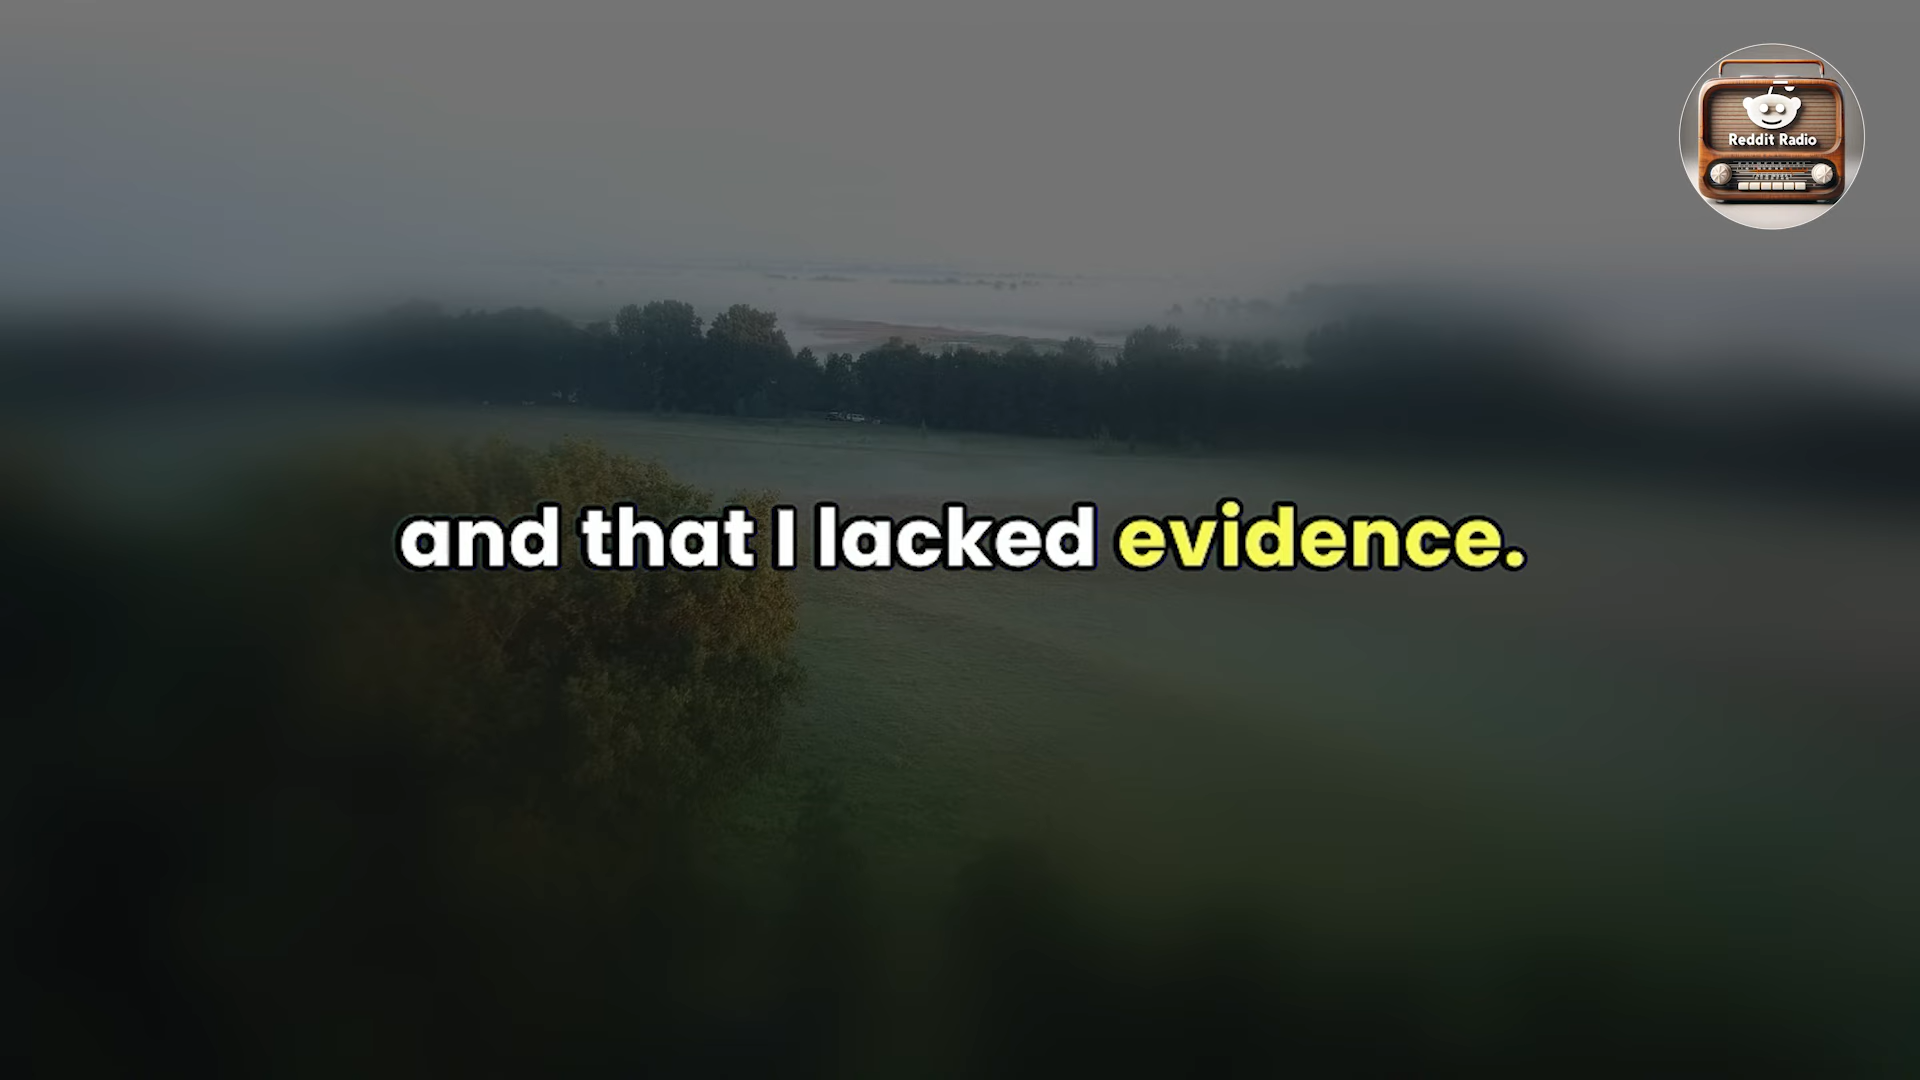 Reddit Radio
and that I lacked evidence.